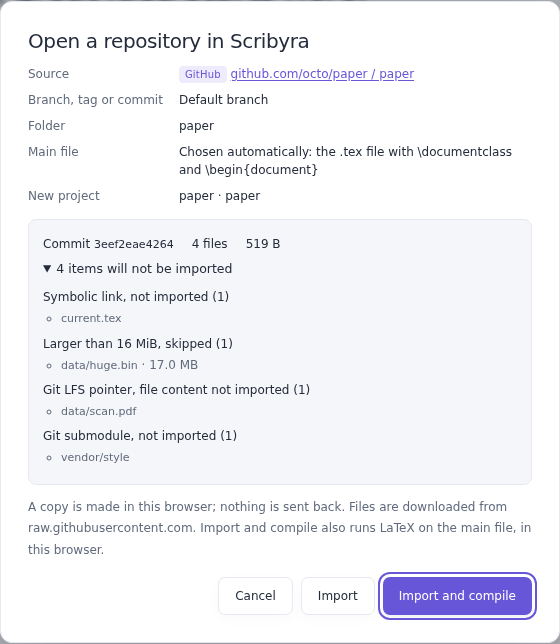 Open a repository in Scribyra
Source GitHub github.com/octo/paper / paper
Branch, tag or commit Default branch
Folder paper
Main file Chosen automatically: the .tex file with \documentclass
and \begin{document}
New project paper · paper
Commit 3eef2eae4264 4 files 519 B
▼ 4 items will not be imported
Symbolic link, not imported (1)
current.tex
Larger than 16 MiB, skipped (1)
data/huge.bin · 17.0 MB
Git LFS pointer, file content not imported (1)
data/scan.pdf
Git submodule, not imported (1)
vendor/style
A copy is made in this browser; nothing is sent back. Files are downloaded from
raw.githubusercontent.com. Import and compile also runs LaTeX on the main file, in
this browser.
Cancel Import Import and compile